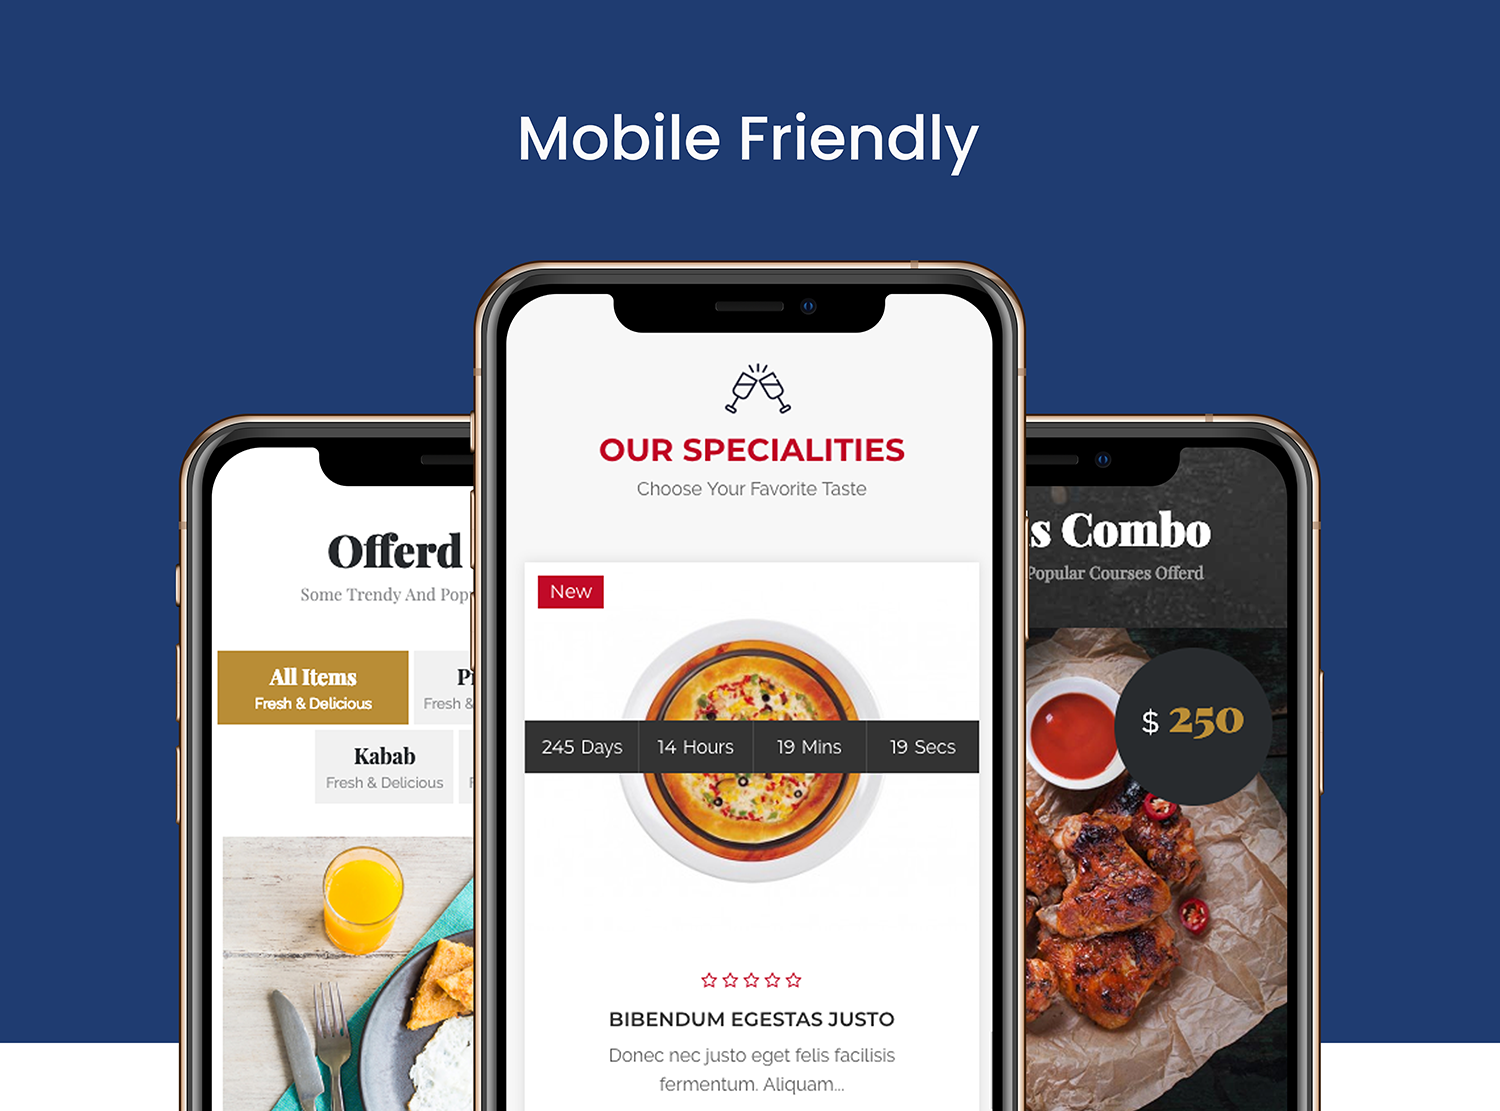 Mobile Friendly
OUR SPECIALITIES
Choose Your Favorite Taste
New
245 Days 14 Hours 19 Mins 19 Secs
BIBENDUM EGESTAS JUSTO
Donec nec justo eget felis facilisis
fermentum. Aliquam...
Offerd
Some Trendy And Pop
All Items
Fresh & Delicious
Fresh &
Kabab
Fresh & Delicious
s Combo
Popular Courses Offerd
$ 250